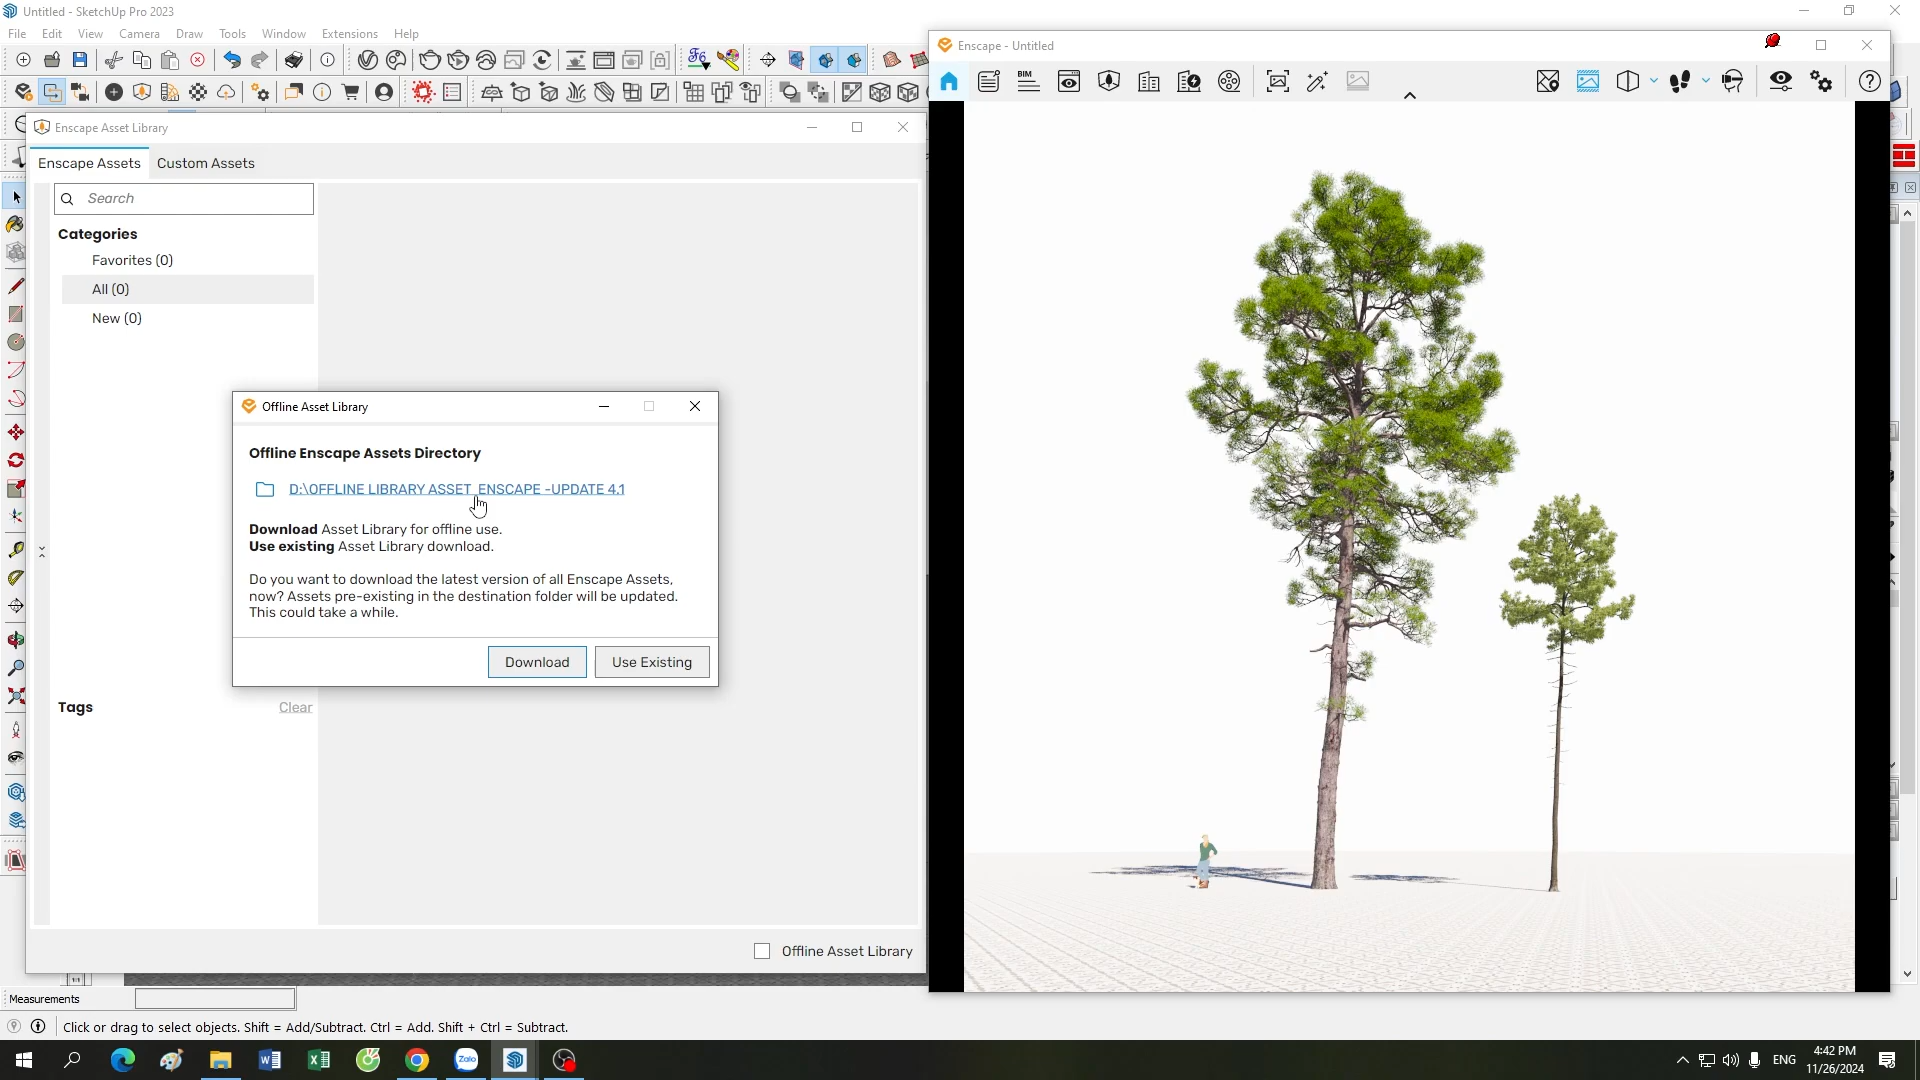 Untitled - SketchUp Pro 2023
File Edit View Camera Draw Tools Window Extensions Help
Enscape - Untitled
BIM
Enscape Asset Library
Enscape Assets Custom Assets
Search
Categories
Favorites (0)
All (0)
New (0)
Offline Asset Library
Offline Enscape Assets Directory
D:\OFFLINE LIBRARY ASSET_ENSCAPE -UPDATE 4.1
Download Asset Library for offline use.
Use existing Asset Library download.
Do you want to download the latest version of all Enscape Assets,
now? Assets pre-existing in the destination folder will be updated.
This could take a while.
Download Use Existing
Tags Clear
Offline Asset Library
Measurements
Click or drag to select objects. Shift = Add/Subtract. Ctrl = Add. Shift + Ctrl = Subtract.
Zalo
ENG
4:42 PM
11/26/2024